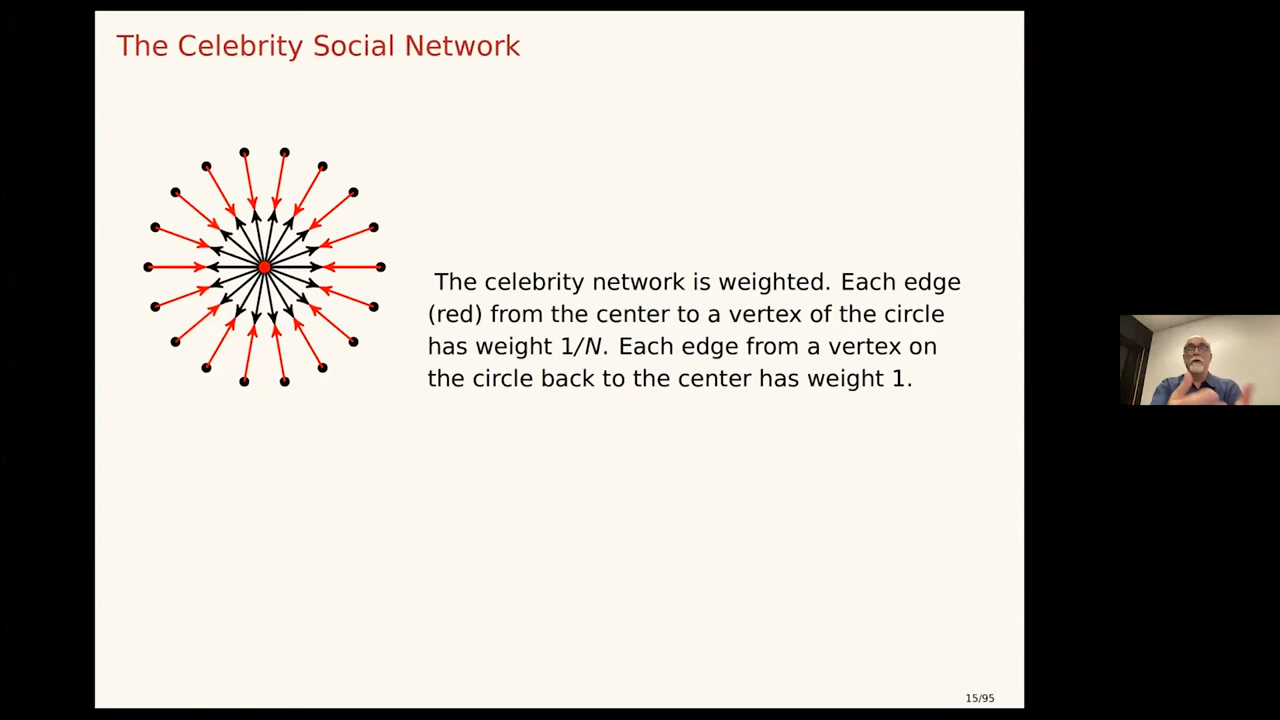 The Celebrity Social Network
The celebrity network is weighted. Each edge
(red) from the center to a vertex of the circle
has weight 1/N. Each edge from a vertex on
the circle back to the center has weight 1.
15/95